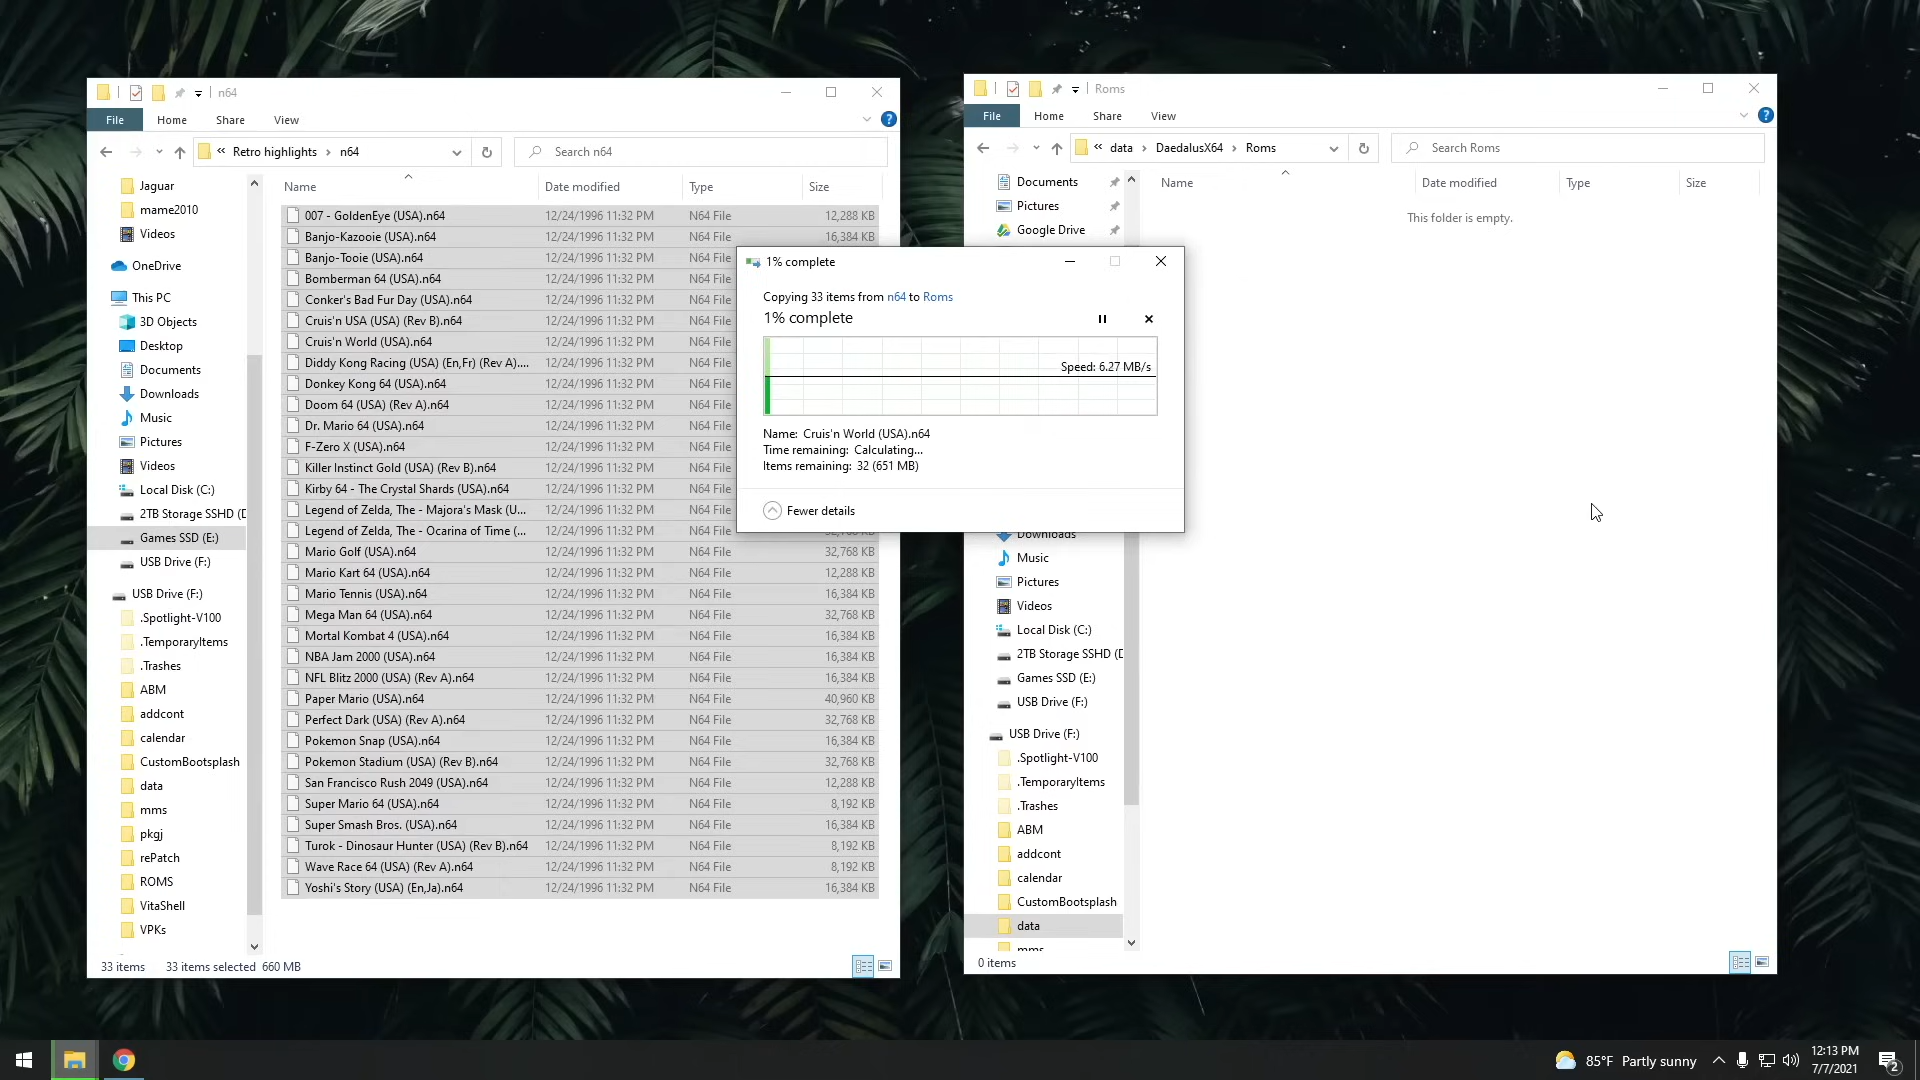 n64
File
Home
Share
View
«
Retro highlights
n64
Search n64
Jaguar
mame2010
Videos
OneDrive
This PC
3D Objects
Desktop
Documents
Downloads
Music
Pictures
Videos
Local Disk (C:)
2TB Storage SSHD (D
Games SSD (E:)
USB Drive (F:)
USB Drive (F:)
.Spotlight-V100
.TemporaryItems
.Trashes
ABM
addcont
calendar
CustomBootsplash
data
mms
pkgj
rePatch
ROMS
VitaShell
VPKs
Name Date modified Type Size
007 - GoldenEye (USA).n64 12/24/1996 11:32 PM N64 File 12,288 KB
Banjo-Kazooie (USA).n64 12/24/1996 11:32 PM N64 File 16,384 KB
Banjo-Tooie (USA).n64 12/24/1996 11:32 PM N64 File
Bomberman 64 (USA).n64 12/24/1996 11:32 PM N64 File
Conker's Bad Fur Day (USA).n64 12/24/1996 11:32 PM N64 File
Cruis'n USA (USA) (Rev B).n64 12/24/1996 11:32 PM N64 File
Cruis'n World (USA).n64 12/24/1996 11:32 PM N64 File
Diddy Kong Racing (USA) (En,Fr) (Rev A).... 12/24/1996 11:32 PM N64 File
Donkey Kong 64 (USA).n64 12/24/1996 11:32 PM N64 File
Doom 64 (USA) (Rev A).n64 12/24/1996 11:32 PM N64 File
Dr. Mario 64 (USA).n64 12/24/1996 11:32 PM N64 File
F-Zero X (USA).n64 12/24/1996 11:32 PM N64 File
Killer Instinct Gold (USA) (Rev B).n64 12/24/1996 11:32 PM N64 File
Kirby 64 - The Crystal Shards (USA).n64 12/24/1996 11:32 PM N64 File
Legend of Zelda, The - Majora's Mask (U... 12/24/1996 11:32 PM N64 File
Legend of Zelda, The - Ocarina of Time (... 12/24/1996 11:32 PM N64 File 32,768 KB
Mario Golf (USA).n64 12/24/1996 11:32 PM N64 File 32,768 KB
Mario Kart 64 (USA).n64 12/24/1996 11:32 PM N64 File 12,288 KB
Mario Tennis (USA).n64 12/24/1996 11:32 PM N64 File 16,384 KB
Mega Man 64 (USA).n64 12/24/1996 11:32 PM N64 File 32,768 KB
Mortal Kombat 4 (USA).n64 12/24/1996 11:32 PM N64 File 16,384 KB
NBA Jam 2000 (USA).n64 12/24/1996 11:32 PM N64 File 16,384 KB
NFL Blitz 2000 (USA) (Rev A).n64 12/24/1996 11:32 PM N64 File 16,384 KB
Paper Mario (USA).n64 12/24/1996 11:32 PM N64 File 40,960 KB
Perfect Dark (USA) (Rev A).n64 12/24/1996 11:32 PM N64 File 32,768 KB
Pokemon Snap (USA).n64 12/24/1996 11:32 PM N64 File 16,384 KB
Pokemon Stadium (USA) (Rev B).n64 12/24/1996 11:32 PM N64 File 32,768 KB
San Francisco Rush 2049 (USA).n64 12/24/1996 11:32 PM N64 File 12,288 KB
Super Mario 64 (USA).n64 12/24/1996 11:32 PM N64 File 8,192 KB
Super Smash Bros. (USA).n64 12/24/1996 11:32 PM N64 File 16,384 KB
Turok - Dinosaur Hunter (USA) (Rev B).n64 12/24/1996 11:32 PM N64 File 8,192 KB
Wave Race 64 (USA) (Rev A).n64 12/24/1996 11:32 PM N64 File 8,192 KB
Yoshi's Story (USA) (En,Ja).n64 12/24/1996 11:32 PM N64 File 16,384 KB
33 items 33 items selected 660 MB
1% complete
Copying 33 items from n64 to Roms
1% complete
Speed: 6.27 MB/s
Name: Cruis'n World (USA).n64
Time remaining: Calculating...
Items remaining: 32 (651 MB)
Fewer details
Roms
File
Home
Share
View
«
data
DaedalusX64
Roms
Search Roms
Documents
Pictures
Google Drive
Downloads
Music
Pictures
Videos
Local Disk (C:)
2TB Storage SSHD (D
Games SSD (E:)
USB Drive (F:)
USB Drive (F:)
.Spotlight-V100
.TemporaryItems
.Trashes
ABM
addcont
calendar
CustomBootsplash
data
mms
Name Date modified Type Size
This folder is empty.
0 items
85°F Partly sunny
12:13 PM
7/7/2021
2